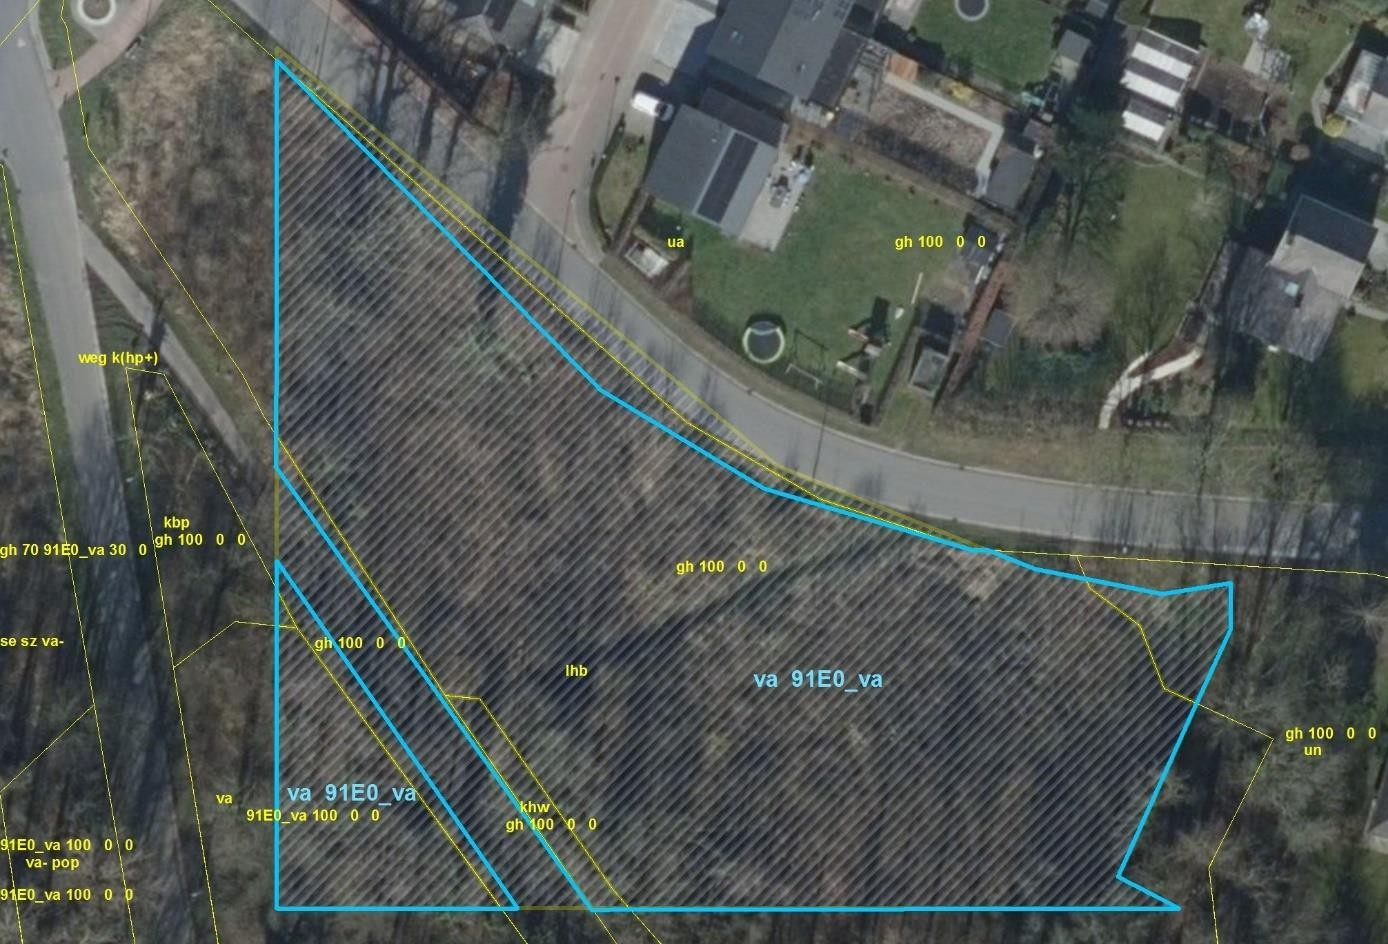 ua
gh 100 0 0
weg k(hp+)
kbp
gh 100 0 0
gh 70 91E0_va 30 0
gh 100 0 0
se sz va-
gh 100 0 0
lhb
va 91E0_va
gh 100 0 0
un
va 91E0_va
va
91E0_va 100 0 0
khw
gh 100 0 0
91E0_va 100 0 0
va- pop
91E0_va 100 0 0